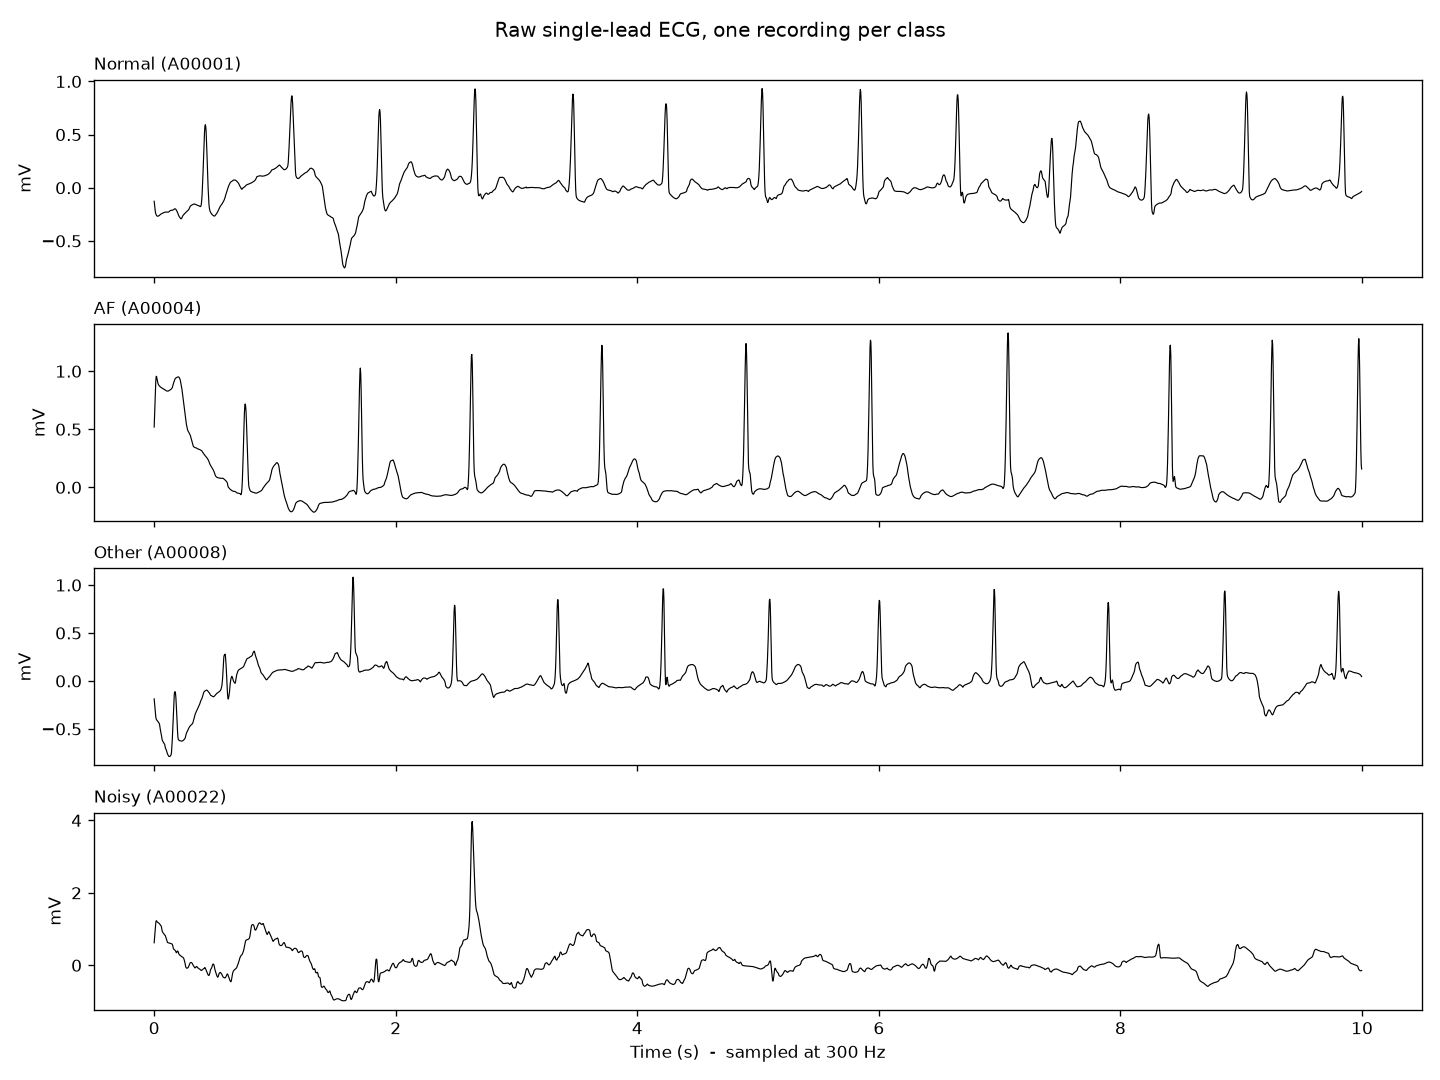 Raw single-lead ECG, one recording per class
Normal (A00001)
1.0
0.5
0.0
−0.5
mV
AF (A00004)
1.0
0.5
0.0
mV
Other (A00008)
1.0
0.5
0.0
−0.5
mV
Noisy (A00022)
4
2
0
mV
0 2 4 6 8 10
Time (s)  -  sampled at 300 Hz